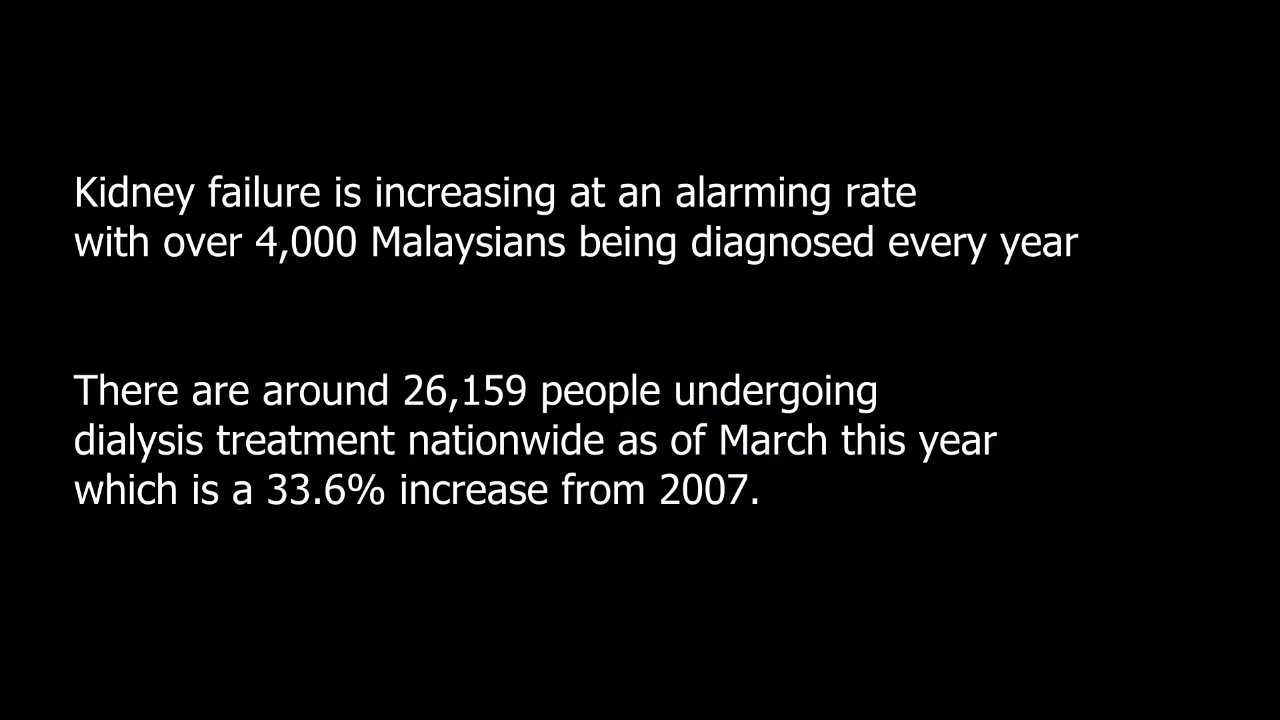 Kidney failure is increasing at an alarming rate
with over 4,000 Malaysians being diagnosed every year
There are around 26,159 people undergoing
dialysis treatment nationwide as of March this year
which is a 33.6% increase from 2007.